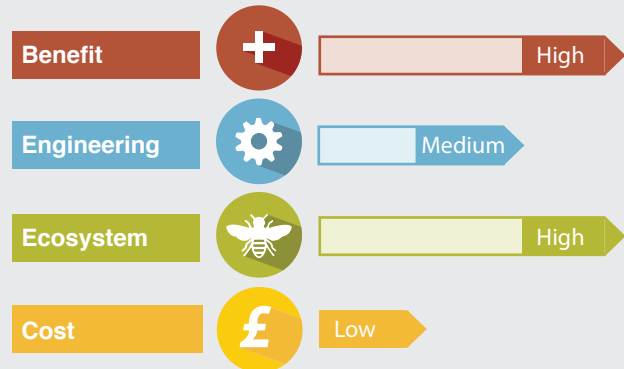 Benefit
+
High
Engineering
Medium
Ecosystem
High
Cost
£
Low